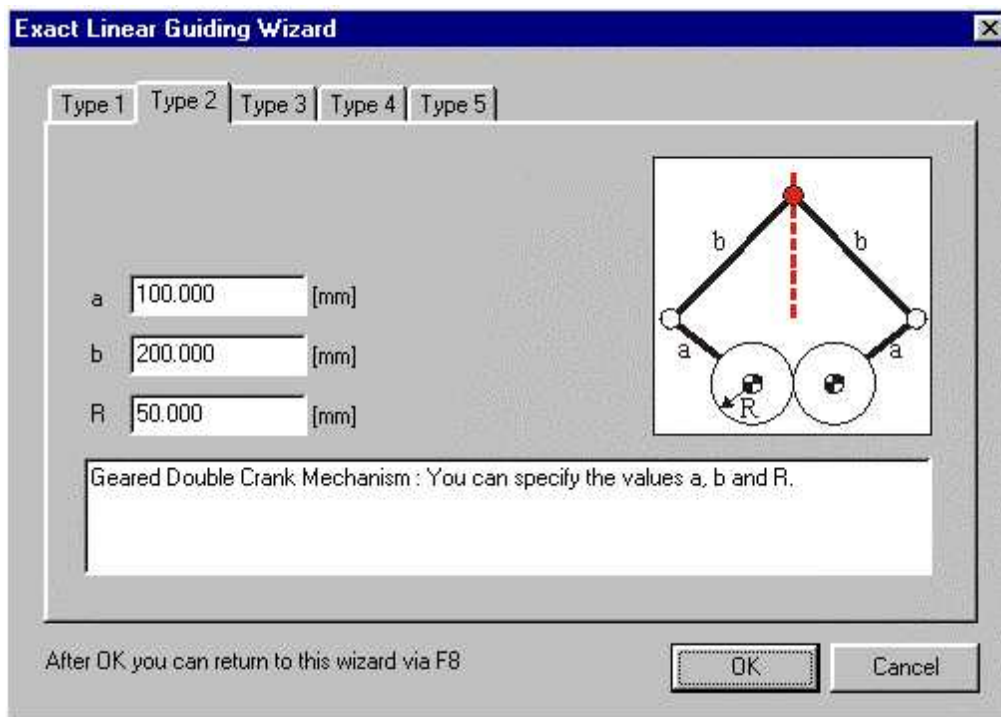 Exact Linear Guiding Wizard
Type 1 Type 2 Type 3 Type 4 Type 5
b b
a 100.000 [mm]
a a
b 200.000 [mm]
R
R 50.000 [mm]
Geared Double Crank Mechanism : You can specify the values a, b and R.
After OK you can return to this wizard via F8
OK Cancel